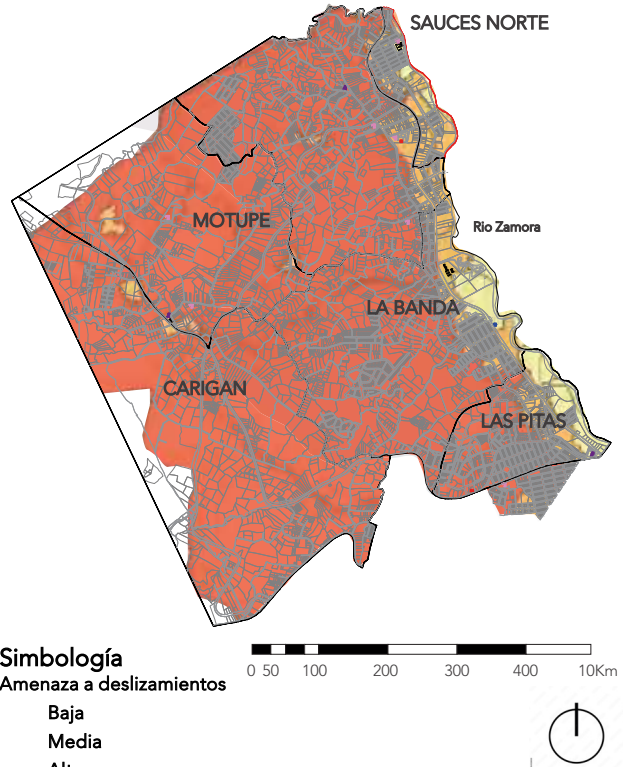 SAUCES NORTE
MOTUPE
Rio Zamora
LA BANDA
CARIGAN
LAS PITAS
Simbología
0 50 100 200 300 400 10Km
Amenaza a deslizamientos
Baja
Media